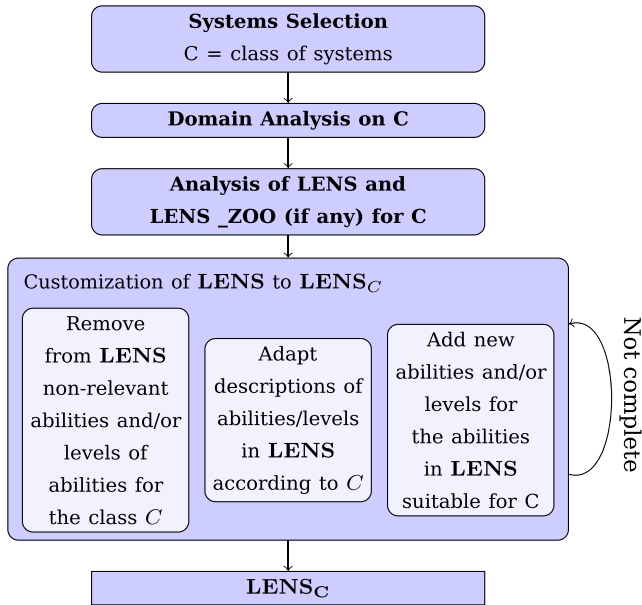 Systems Selection
C = class of systems
Domain Analysis on C
Analysis of LENS and
LENS _ZOO (if any) for C
Customization of LENS to LENS_C
Remove
from LENS
non-relevant
abilities and/or
levels of
abilities for
the class C
Adapt
descriptions of
abilities/levels
in LENS
according to C
Add new
abilities and/or
levels for
the abilities
in LENS
suitable for C
Not complete
LENS_C